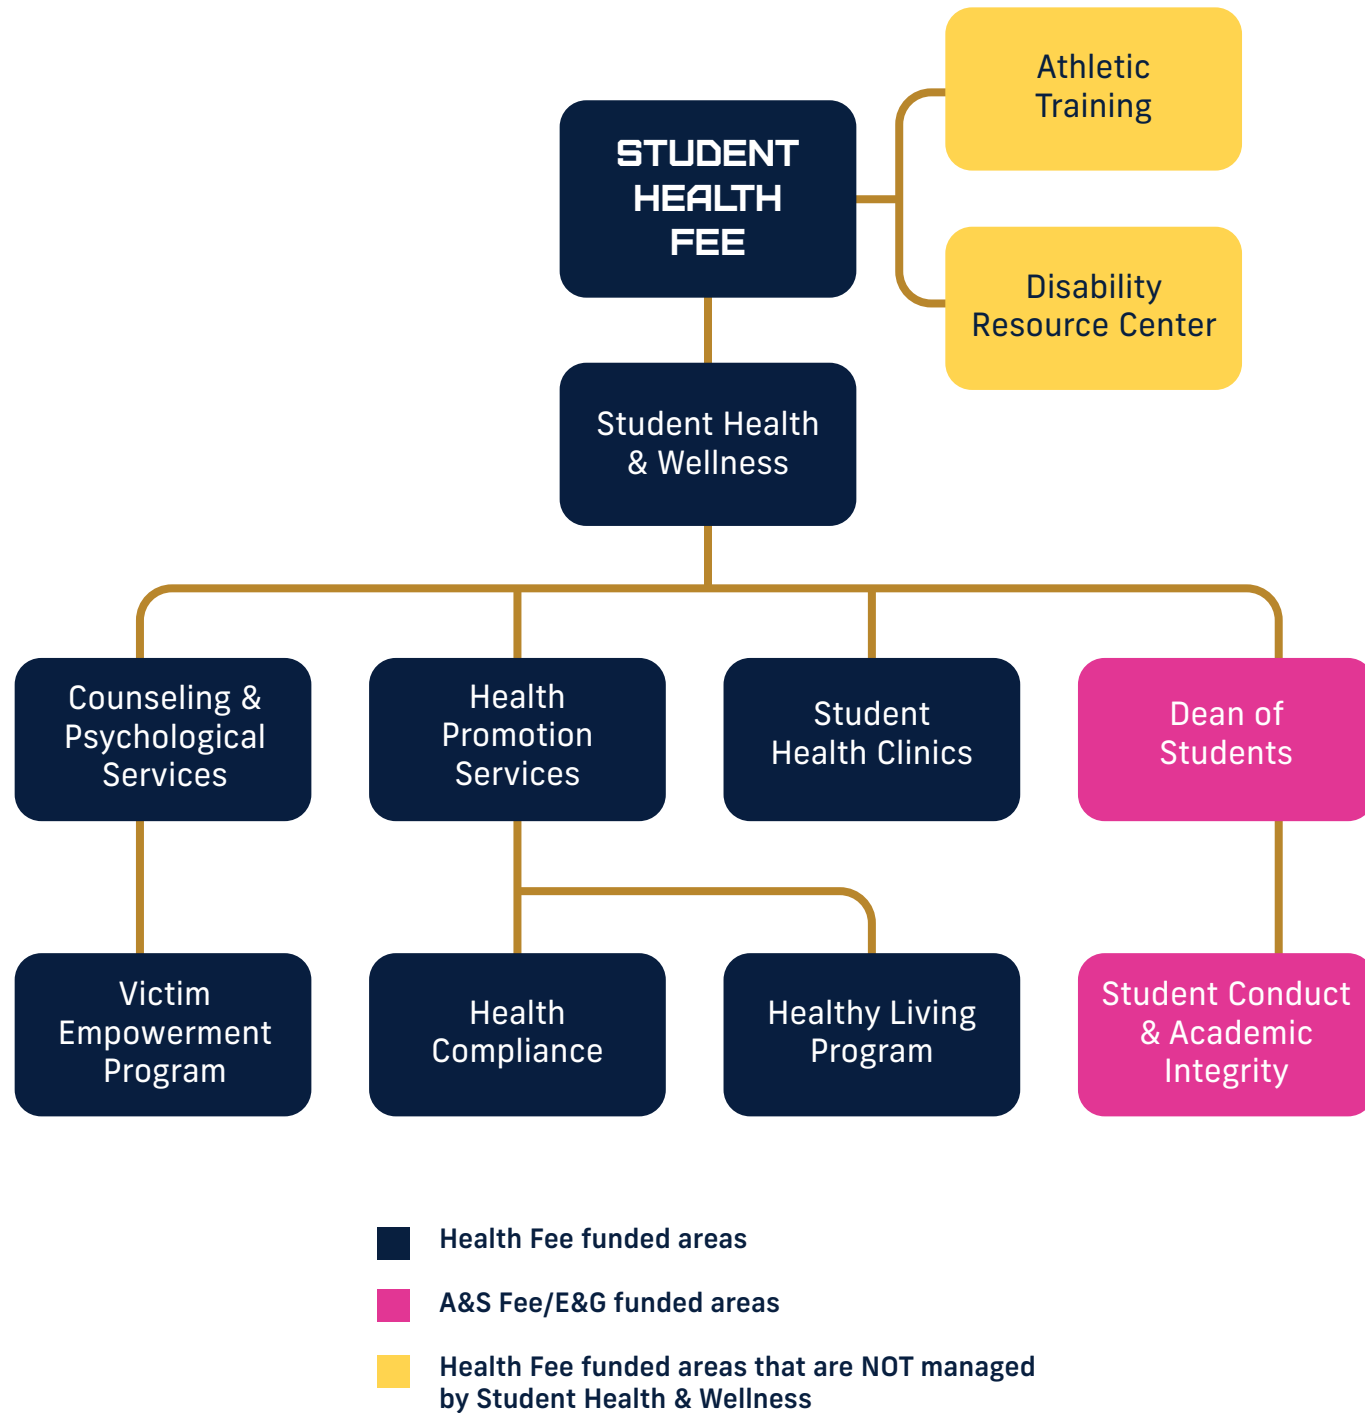 Athletic
Training
STUDENT
HEALTH
FEE
Disability
Resource Center
Student Health
& Wellness
Counseling &
Psychological
Services
Health
Promotion
Services
Student
Health Clinics
Dean of
Students
Victim
Empowerment
Program
Health
Compliance
Healthy Living
Program
Student Conduct
& Academic
Integrity
Health Fee funded areas
A&S Fee/E&G funded areas
Health Fee funded areas that are NOT managed
by Student Health & Wellness